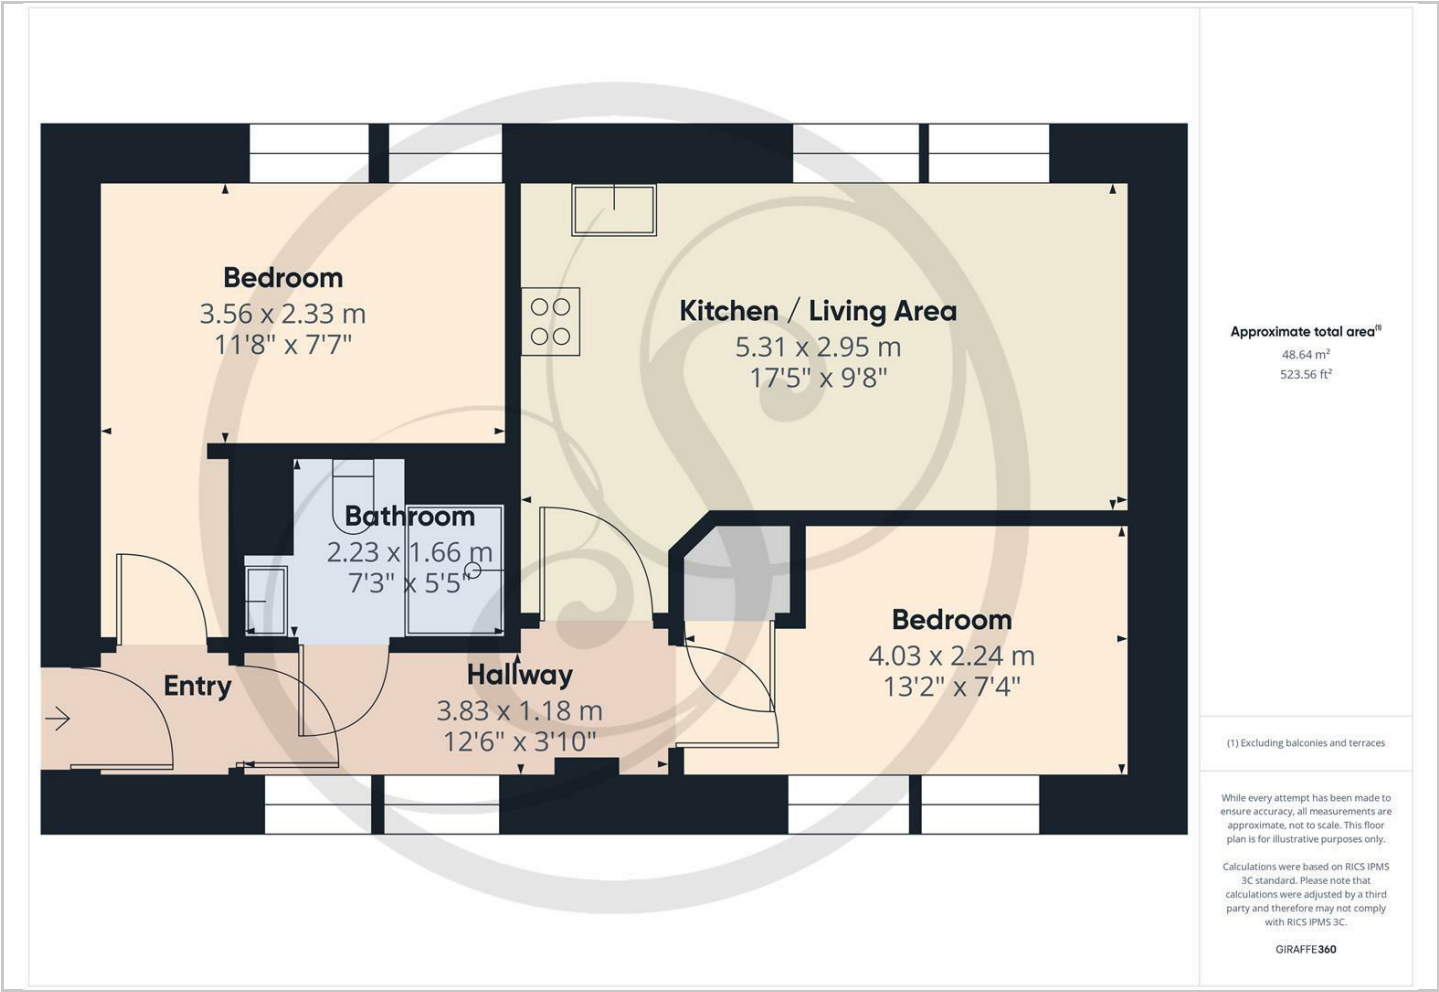 Bedroom
3.56 x 2.33 m
11'8" x 7'7"
Kitchen / Living Area
5.31 x 2.95 m
17'5" x 9'8"
Bathroom
2.23 x 1.66 m
7'3" x 5'5"
Bedroom
4.03 x 2.24 m
13'2" x 7'4"
Entry
Hallway
3.83 x 1.18 m
12'6" x 3'10"
Approximate total area⁽¹⁾
48.64 m²
523.56 ft²
(1) Excluding balconies and terraces
While every attempt has been made to
ensure accuracy, all measurements are
approximate, not to scale. This floor
plan is for illustrative purposes only.
Calculations were based on RICS IPMS
3C standard. Please note that
calculations were adjusted by a third
party and therefore may not comply
with RICS IPMS 3C.
GIRAFFE360